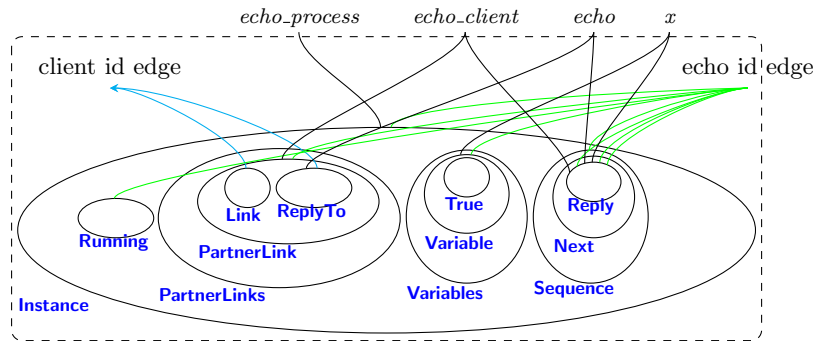 echo_process echo_client echo x
client id edge echo id edge
Link ReplyTo True Reply
Running PartnerLink Variable Next
PartnerLinks Variables Sequence
Instance